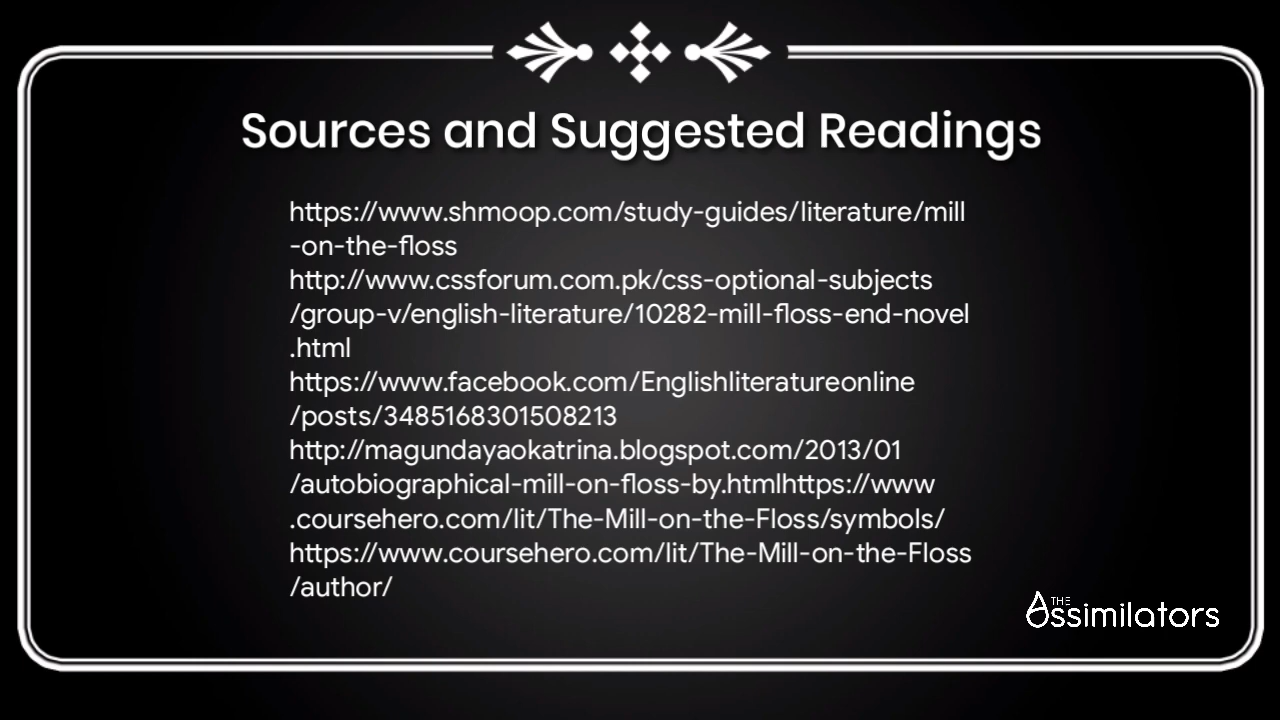 Sources and Suggested Readings
https://www.shmoop.com/study-guides/literature/mill
-on-the-floss
http://www.cssforum.com.pk/css-optional-subjects
/group-v/english-literature/10282-mill-floss-end-novel
.html
https://www.facebook.com/Englishliteratureonline
/posts/3485168301508213
http://magundayaokatrina.blogspot.com/2013/01
/autobiographical-mill-on-floss-by.htmlhttps://www
.coursehero.com/lit/The-Mill-on-the-Floss/symbols/
https://www.coursehero.com/lit/The-Mill-on-the-Floss
/author/
THE
Assimilators